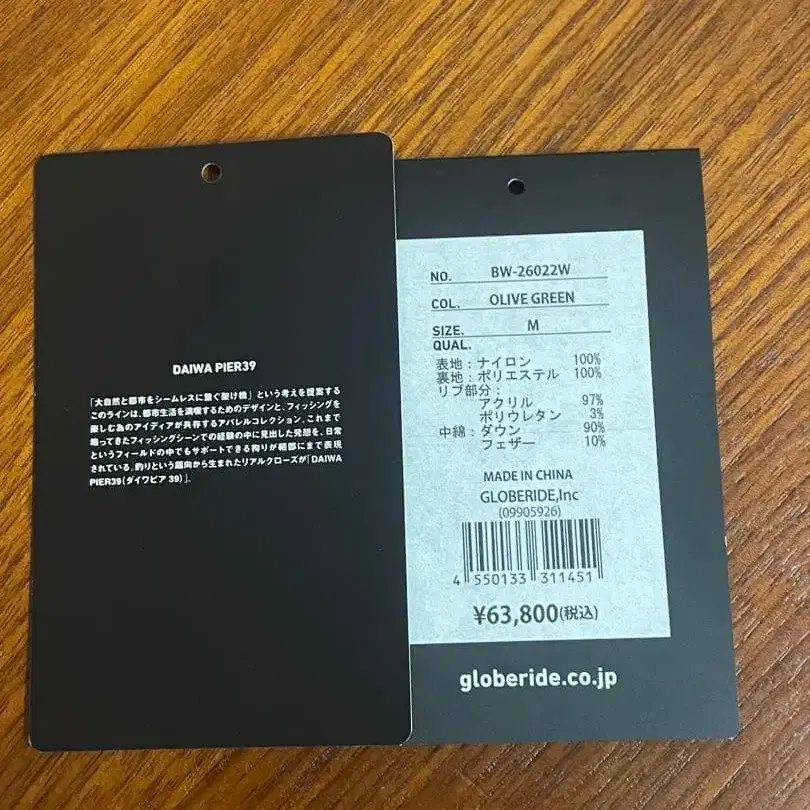 DAIWA PIER39
「大自然と都市をシームレスに繋ぐ架け橋」という考えを提案する
このラインは、都市生活を満喫するためのデザインと、フィッシングを
楽しむ為のアイディアが共存するアパレルコレクション。これまで
培ってきたフィッシングシーンでの経験の中に見出した発想を、日常
というフィールドの中でもサポートできる拘りが細部にまで表現
されている。釣りという趣向から生まれたリアルクローズが「DAIWA
PIER39(ダイワピア 39)」。
NO. BW-26022W
COL. OLIVE GREEN
SIZE. M
QUAL.
表地:ナイロン 100%
裏地:ポリエステル 100%
リブ部分:
アクリル 97%
ポリウレタン 3%
中綿:ダウン 90%
フェザー 10%
MADE IN CHINA
GLOBERIDE,Inc
(09905926)
4 550133 311451
¥63,800(税込)
globeride.co.jp